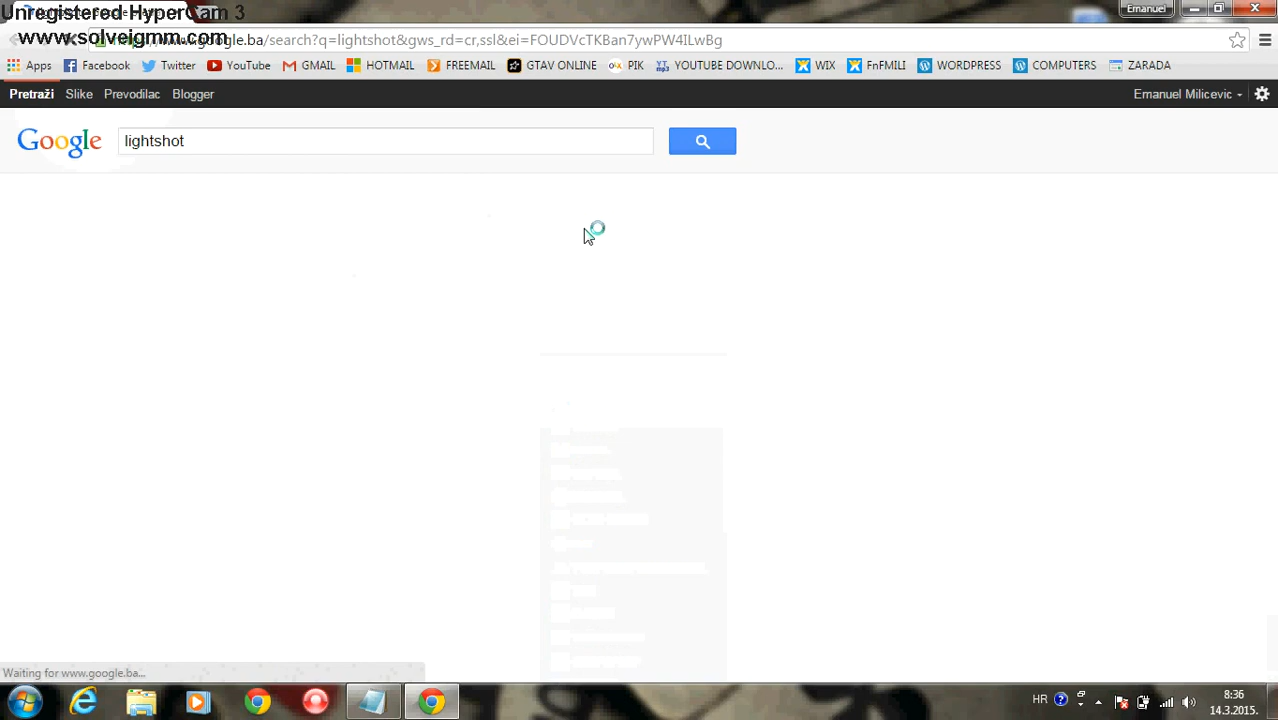 Unregistered HyperCam 3
www.solveigmm.com
Emanuel
.google.ba/search?q=lightshot&gws_rd=cr,ssl&ei=FOUDVcTKBan7ywPW4ILwBg
Apps Facebook Twitter YouTube GMAIL HOTMAIL FREEMAIL GTAV ONLINE PIK YOUTUBE DOWNLO... WIX FnFMILI WORDPRESS COMPUTERS ZARADA
Pretraži Slike Prevodilac Blogger Emanuel Milicevic
Google lightshot
Waiting for www.google.ba...
HR 8:36
14.3.2015.